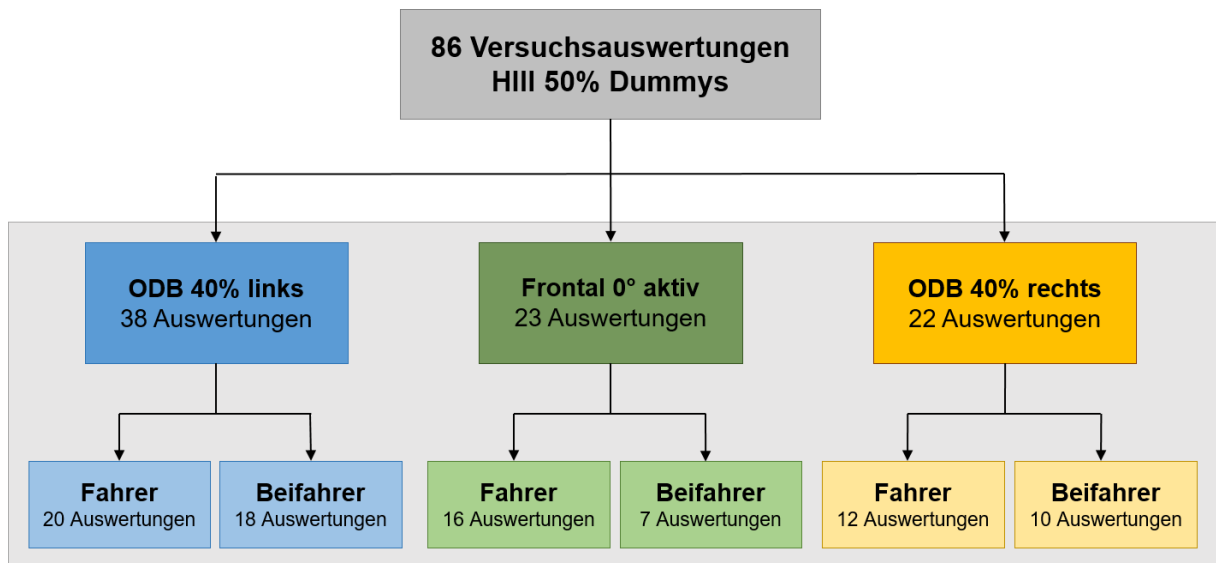 86 Versuchsauswertungen
HIII 50% Dummys
ODB 40% links
38 Auswertungen
Frontal 0° aktiv
23 Auswertungen
ODB 40% rechts
22 Auswertungen
Fahrer
20 Auswertungen
Beifahrer
18 Auswertungen
Fahrer
16 Auswertungen
Beifahrer
7 Auswertungen
Fahrer
12 Auswertungen
Beifahrer
10 Auswertungen